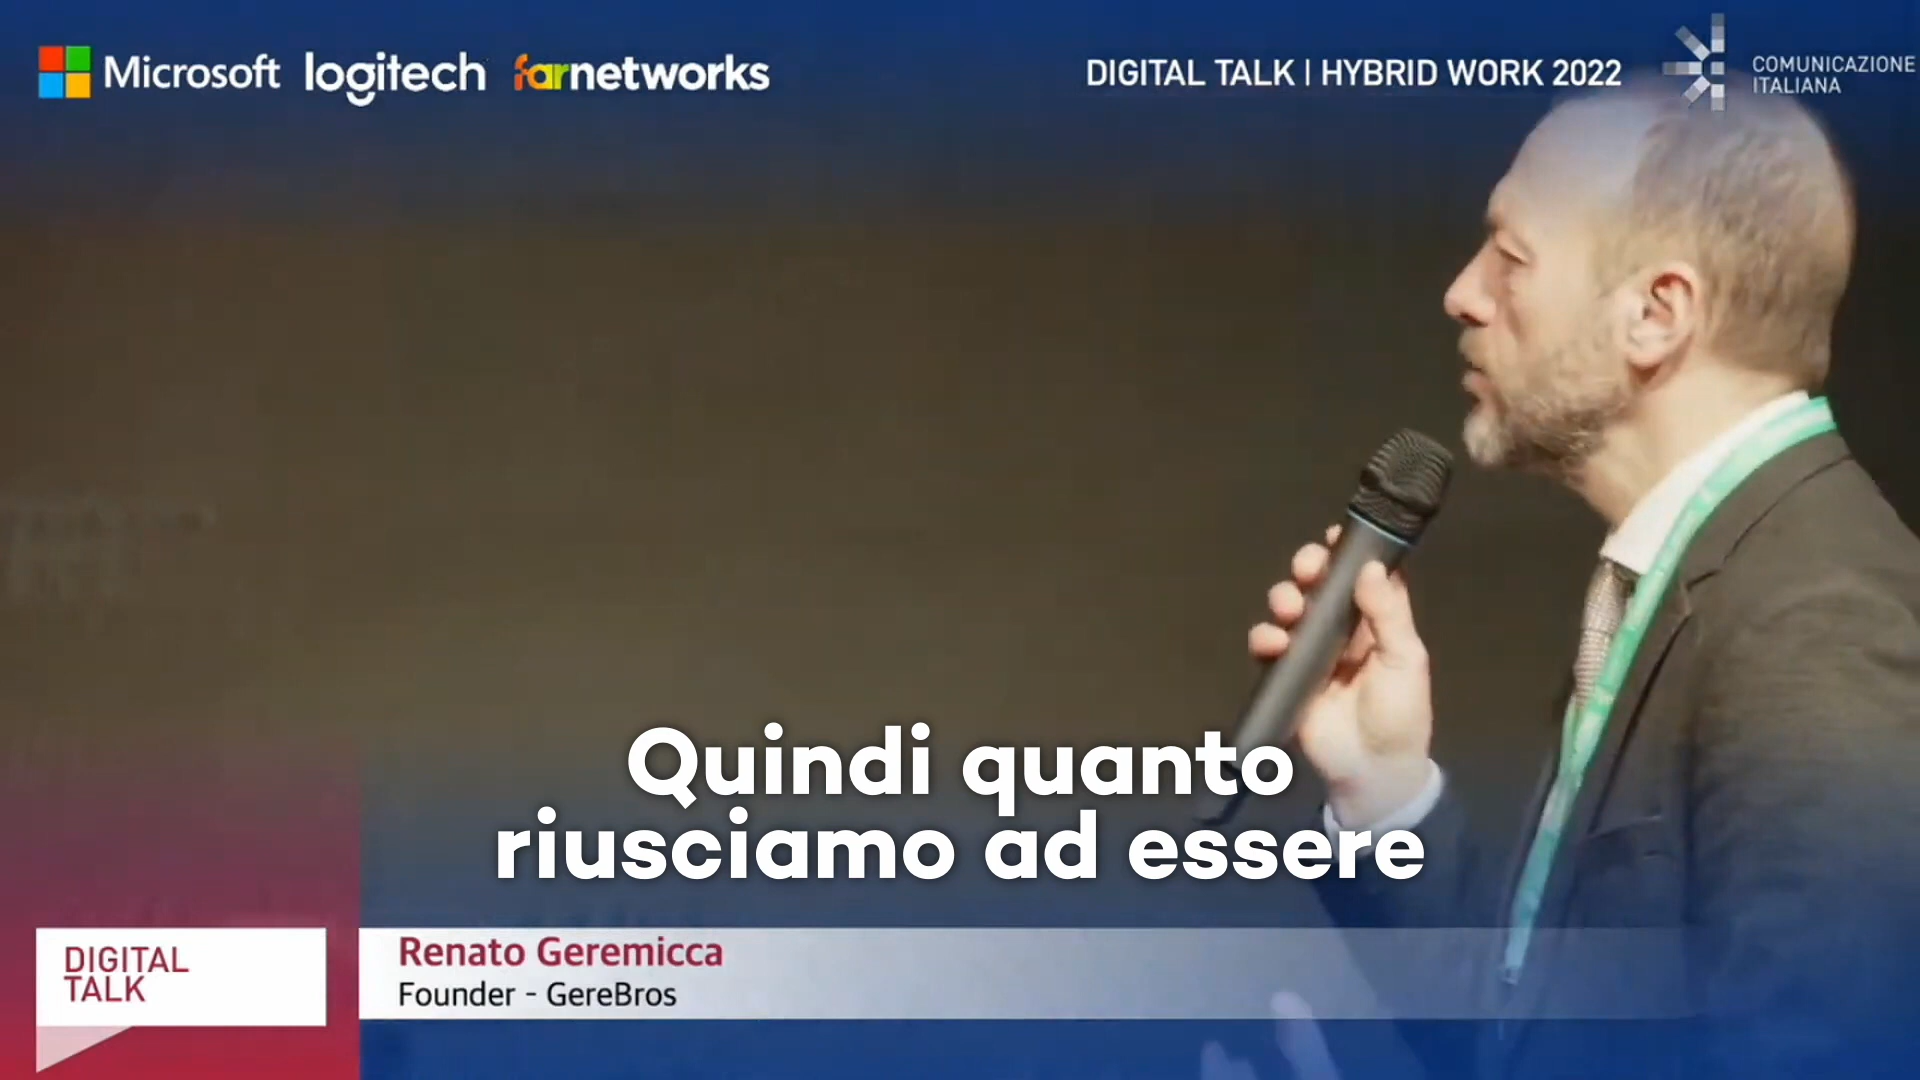 Microsoft logitech farnetworks
DIGITAL TALK | HYBRID WORK 2022
COMUNICAZIONE
ITALIANA
Quindi quanto
riusciamo ad essere
DIGITAL
TALK
Renato Geremicca
Founder - GereBros